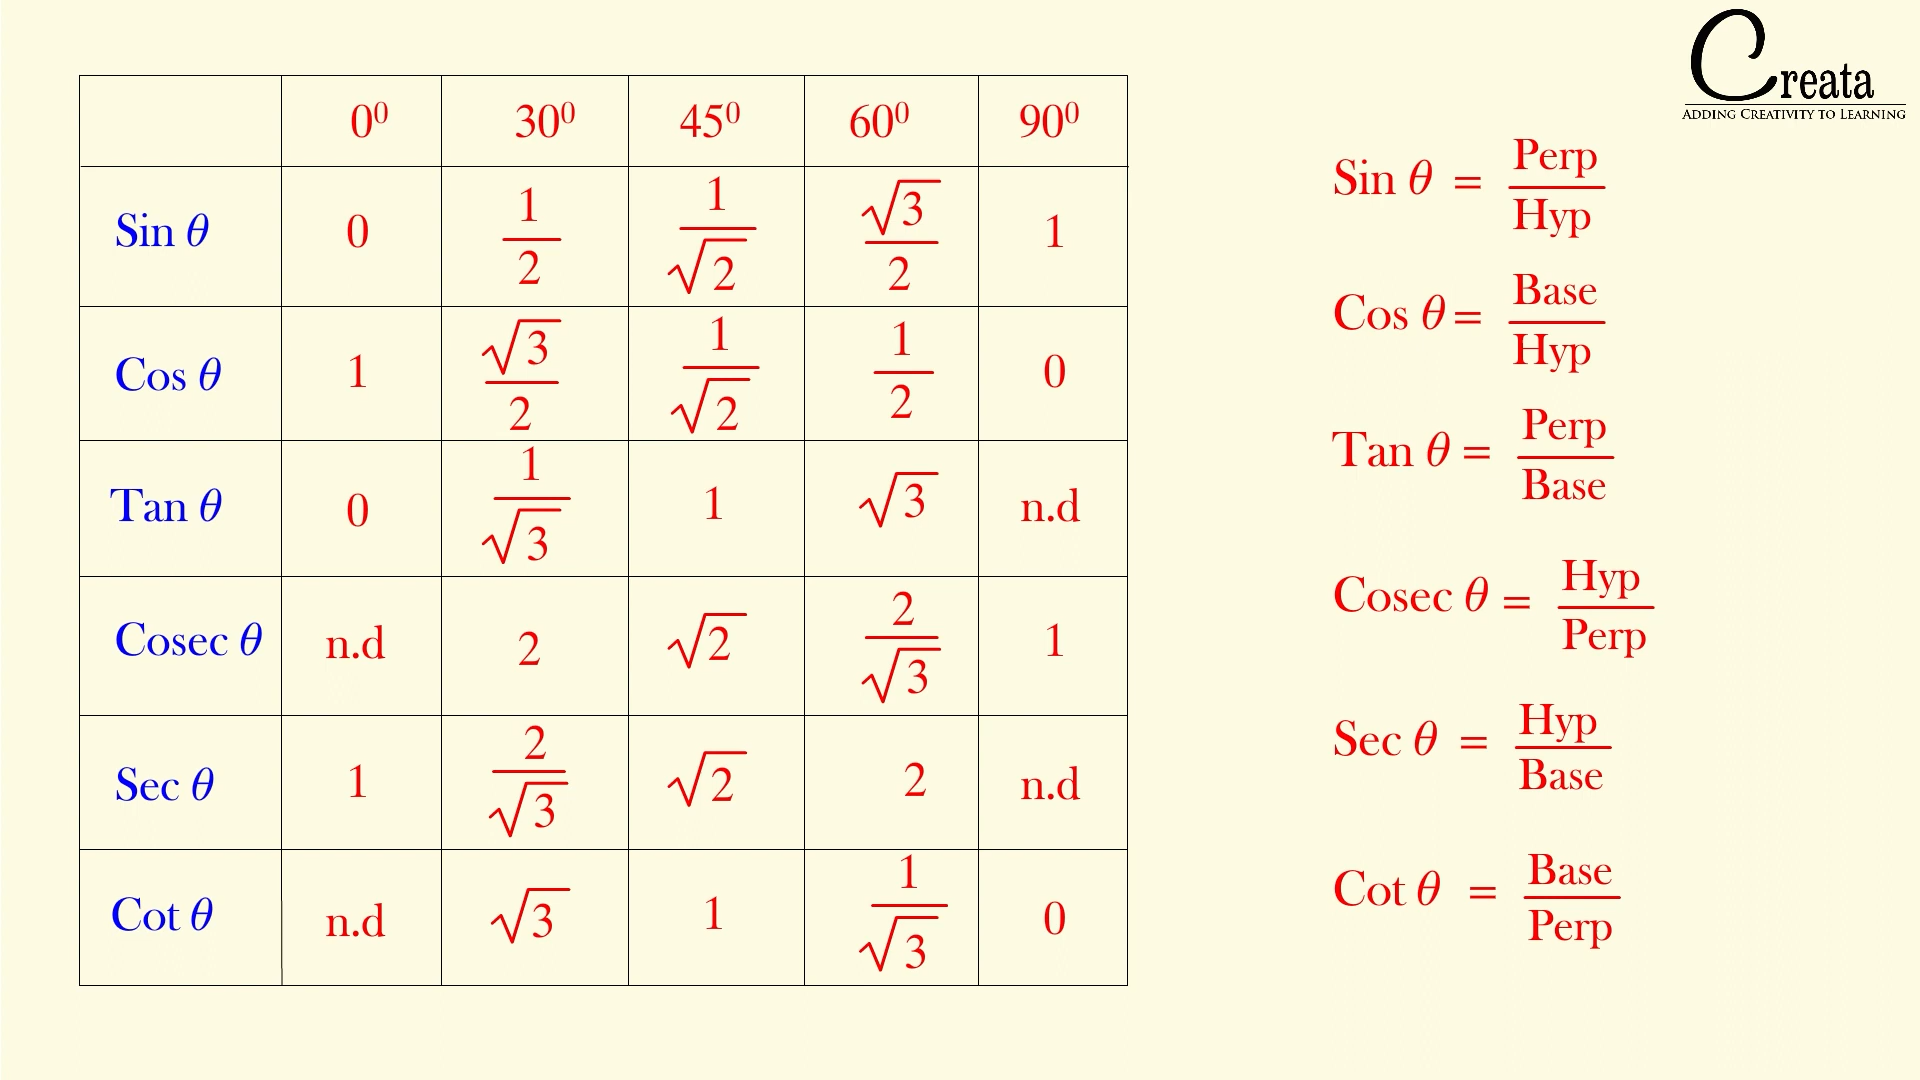 Creata
ADDING CREATIVITY TO LEARNING
0⁰ 30⁰ 45⁰ 60⁰ 90⁰
Sin θ 0 1/2 1/√2 √3/2 1
Cos θ 1 √3/2 1/√2 1/2 0
Tan θ 0 1/√3 1 √3 n.d
Cosec θ n.d 2 √2 2/√3 1
Sec θ 1 2/√3 √2 2 n.d
Cot θ n.d √3 1 1/√3 0
Sin θ = Perp/Hyp
Cos θ = Base/Hyp
Tan θ = Perp/Base
Cosec θ = Hyp/Perp
Sec θ = Hyp/Base
Cot θ = Base/Perp